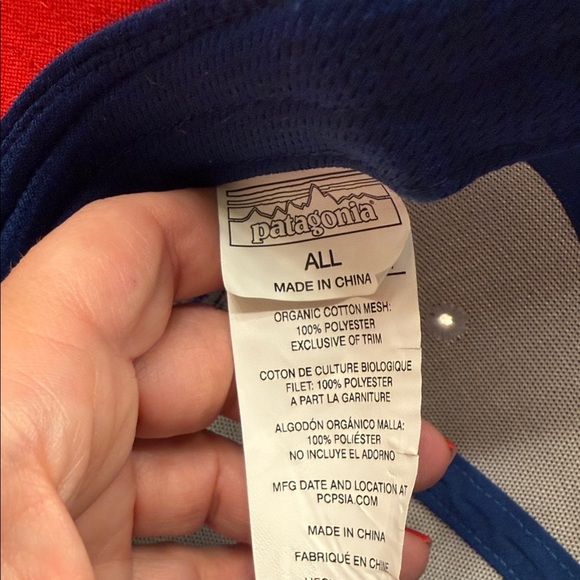 patagonia
ALL
MADE IN CHINA
ORGANIC COTTON MESH:
100% POLYESTER
EXCLUSIVE OF TRIM
COTON DE CULTURE BIOLOGIQUE
FILET: 100% POLYESTER
A PART LA GARNITURE
ALGODÓN ORGÁNICO MALLA:
100% POLIÉSTER
NO INCLUYE EL ADORNO
MFG DATE AND LOCATION AT
PCPSIA.COM
MADE IN CHINA
FABRIQUÉ EN